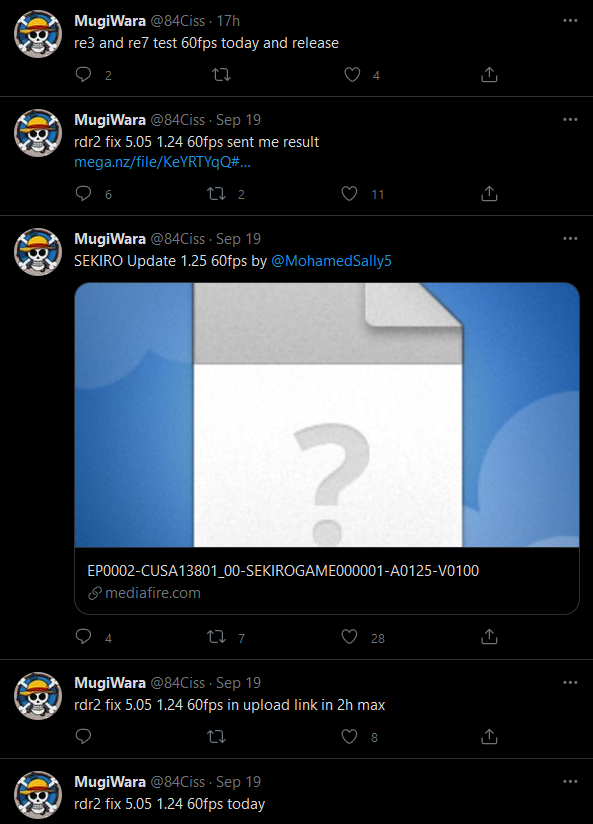 MugiWara @84Ciss · 17h
re3 and re7 test 60fps today and release
2 4
MugiWara @84Ciss · Sep 19
rdr2 fix 5.05 1.24 60fps sent me result
mega.nz/file/KeYRTYqQ#...
6 2 11
MugiWara @84Ciss · Sep 19
SEKIRO Update 1.25 60fps by @MohamedSally5
?
EP0002-CUSA13801_00-SEKIROGAME000001-A0125-V0100
mediafire.com
4 7 28
MugiWara @84Ciss · Sep 19
rdr2 fix 5.05 1.24 60fps in upload link in 2h max
8
MugiWara @84Ciss · Sep 19
rdr2 fix 5.05 1.24 60fps today